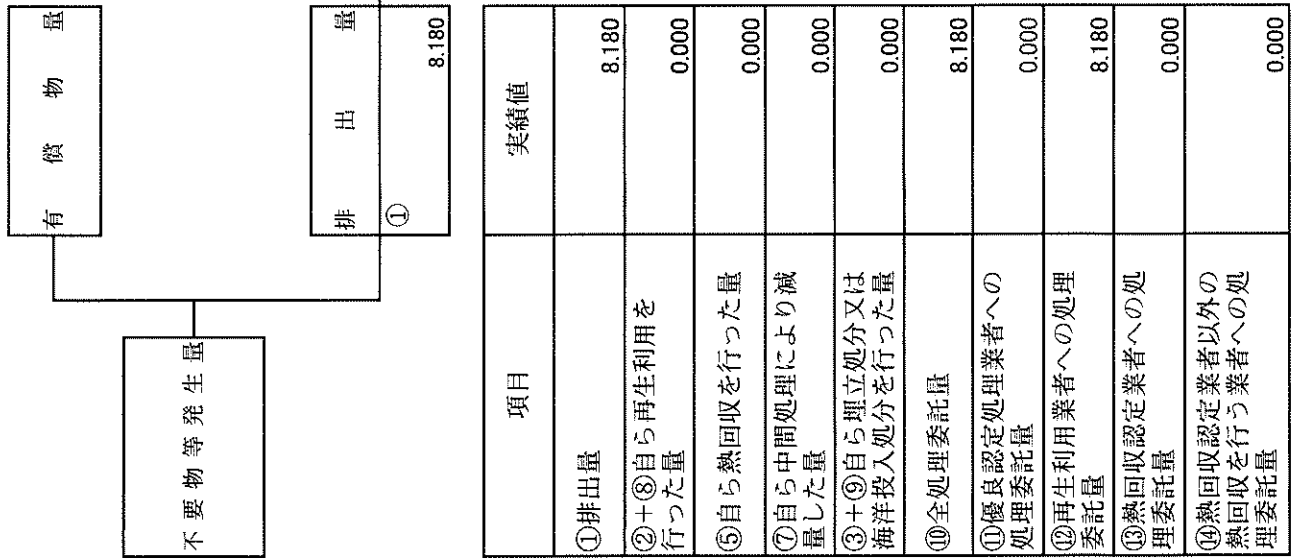 不要物等発生量
有償物量
排出量
①
8.180
項目 実績値
①排出量 8.180
②+⑧自ら再生利用を
行った量 0.000
⑤自ら熱回収を行った量 0.000
⑦自ら中間処理により減
量した量 0.000
③+⑨自ら埋立処分又は
海洋投入処分を行った量 0.000
⑩全処理委託量 8.180
⑪優良認定処理業者への
処理委託量 0.000
⑫再生利用業者への処理
委託量 8.180
⑬熱回収認定業者への処
理委託量 0.000
⑭熱回収認定業者以外の
熱回収を行う業者への処
理委託量 0.000